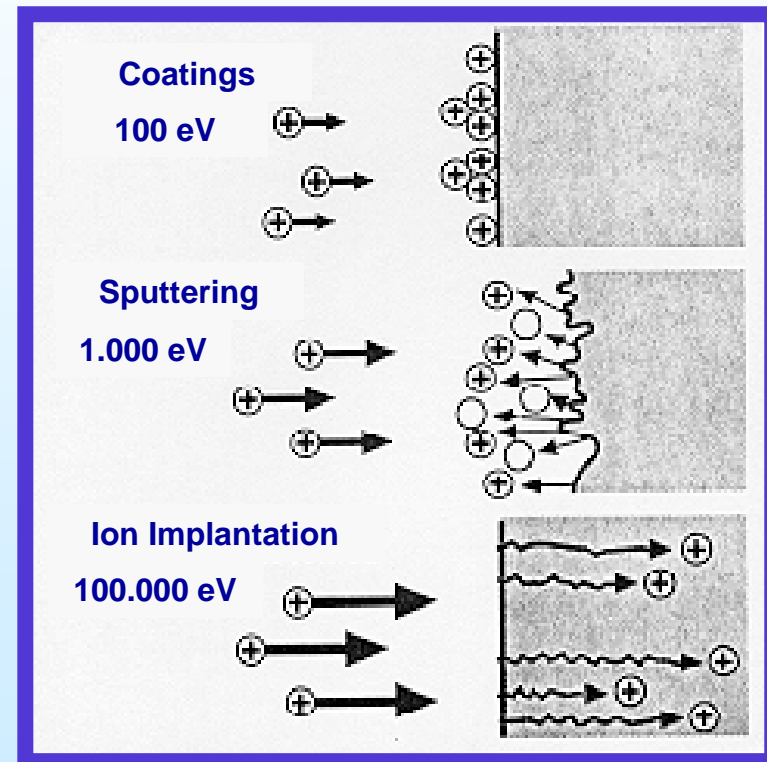 Coatings
100 eV
Sputtering
1.000 eV
Ion Implantation
100.000 eV